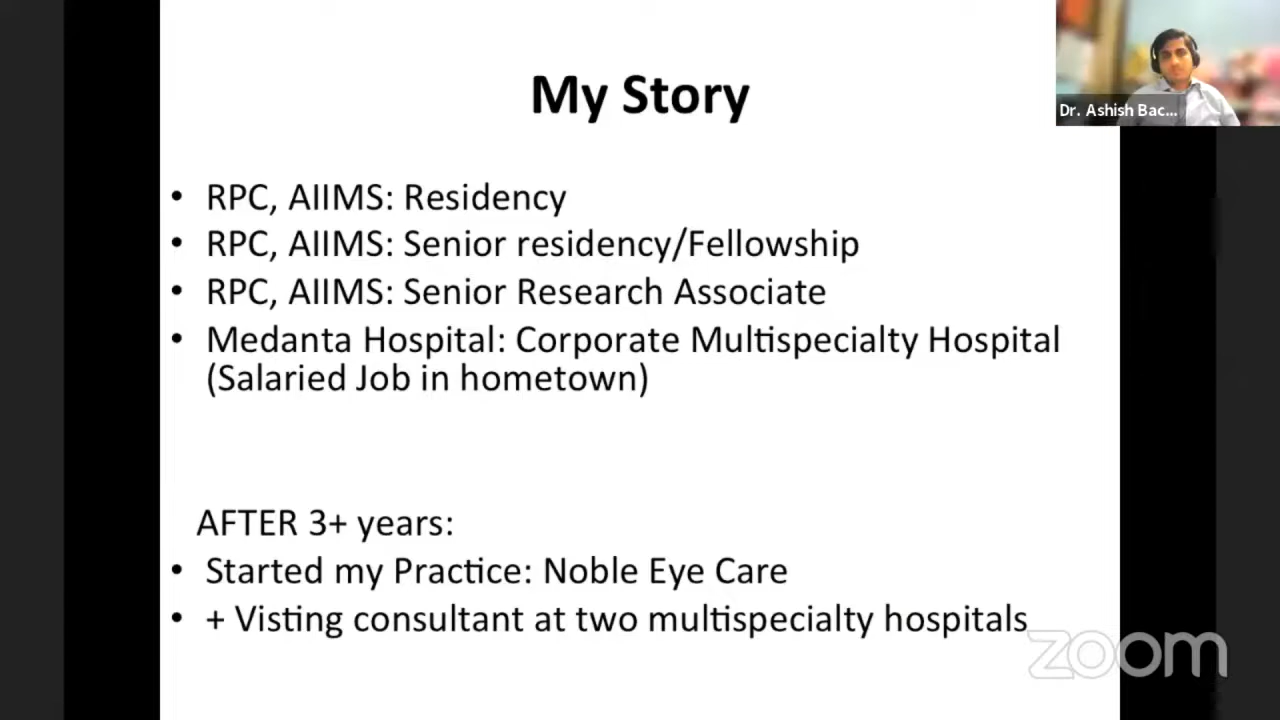 My Story
Dr. Ashish Bac...
• RPC, AIIMS: Residency
• RPC, AIIMS: Senior residency/Fellowship
• RPC, AIIMS: Senior Research Associate
• Medanta Hospital: Corporate Multispecialty Hospital
(Salaried Job in hometown)
AFTER 3+ years:
• Started my Practice: Noble Eye Care
• + Visting consultant at two multispecialty hospitals
zoom